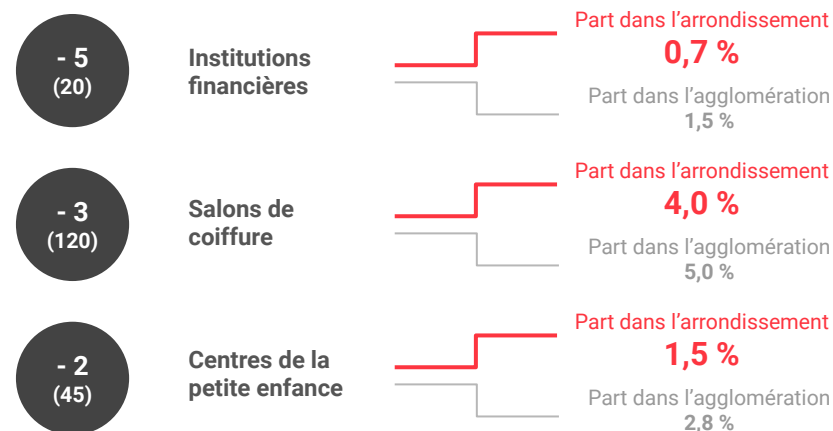 - 5
(20)
Institutions
financières
Part dans l’arrondissement
0,7 %
Part dans l’agglomération
1,5 %
- 3
(120)
Salons de
coiffure
Part dans l’arrondissement
4,0 %
Part dans l’agglomération
5,0 %
- 2
(45)
Centres de la
petite enfance
Part dans l’arrondissement
1,5 %
Part dans l’agglomération
2,8 %